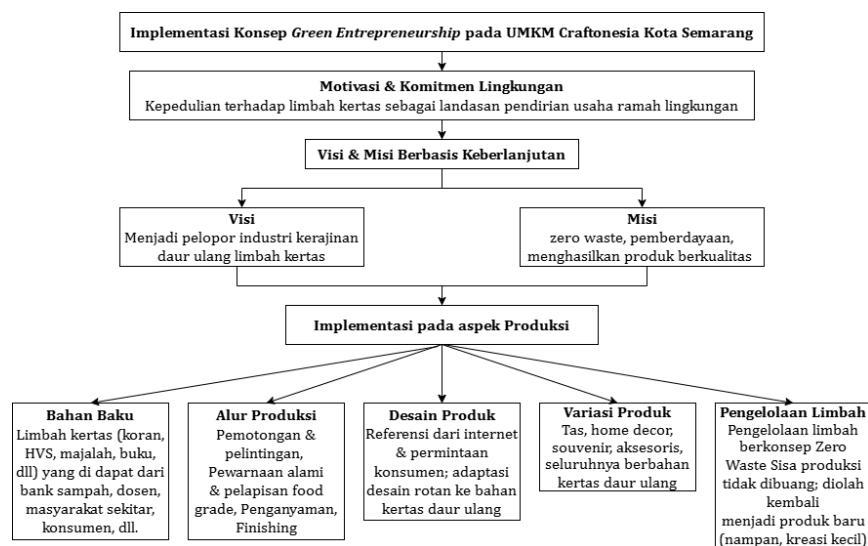 Implementasi Konsep Green Entrepreneurship pada UMKM Craftonesia Kota Semarang
Motivasi & Komitmen Lingkungan
Kepedulian terhadap limbah kertas sebagai landasan pendirian usaha ramah lingkungan
Visi & Misi Berbasis Keberlanjutan
Visi
Menjadi pelopor industri kerajinan
daur ulang limbah kertas
Misi
zero waste, pemberdayaan,
menghasilkan produk berkualitas
Implementasi pada aspek Produksi
Bahan Baku
Limbah kertas (koran,
HVS, majalah, buku,
dll) yang di dapat dari
bank sampah, dosen,
masyarakat sekitar,
konsumen, dll.
Alur Produksi
Pemotongan &
pelintingan,
Pewarnaan alami
& pelapisan food
grade, Penganyaman,
Finishing
Desain Produk
Referensi dari internet
& permintaan
konsumen; adaptasi
desain rotan ke bahan
kertas daur ulang
Variasi Produk
Tas, home decor,
souvenir, aksesoris,
seluruhnya berbahan
kertas daur ulang
Pengelolaan Limbah
Pengelolaan limbah
berkonsep Zero
Waste Sisa produksi
tidak dibuang; diolah
kembali
menjadi produk baru
(nampan, kreasi kecil)